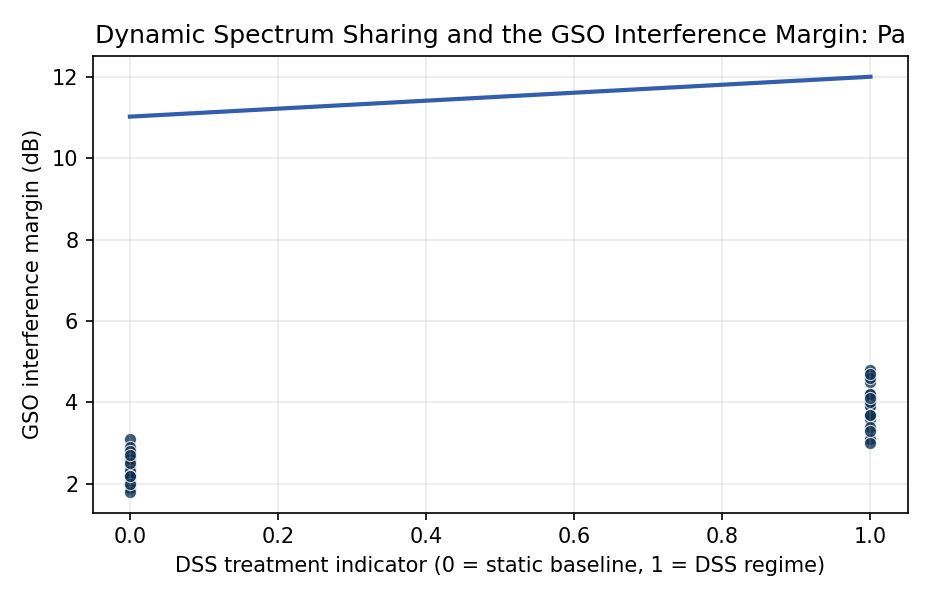 Dynamic Spectrum Sharing and the GSO Interference Margin: Pa
12
10
8
6
4
2
GSO interference margin (dB)
0.0 0.2 0.4 0.6 0.8 1.0
DSS treatment indicator (0 = static baseline, 1 = DSS regime)